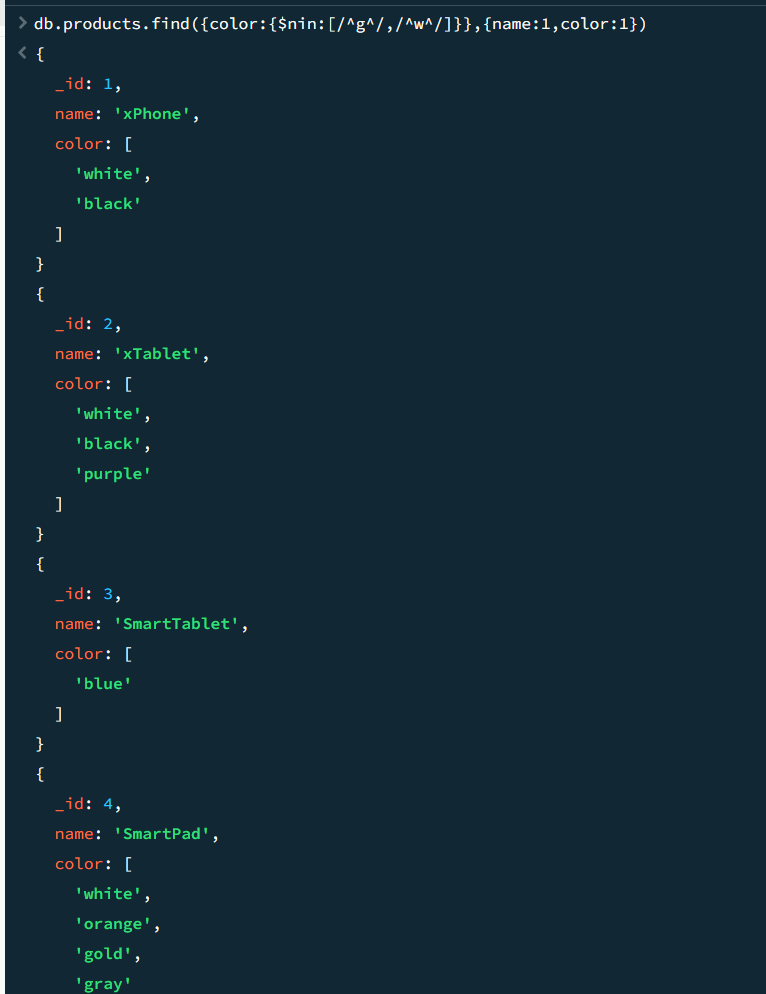 > db.products.find({color:{$nin:[/^g^/,/^w^/]}},{name:1,color:1})
< {
_id: 1,
name: 'xPhone',
color: [
'white',
'black'
]
}
{
_id: 2,
name: 'xTablet',
color: [
'white',
'black',
'purple'
]
}
{
_id: 3,
name: 'SmartTablet',
color: [
'blue'
]
}
{
_id: 4,
name: 'SmartPad',
color: [
'white',
'orange',
'gold',
'gray'